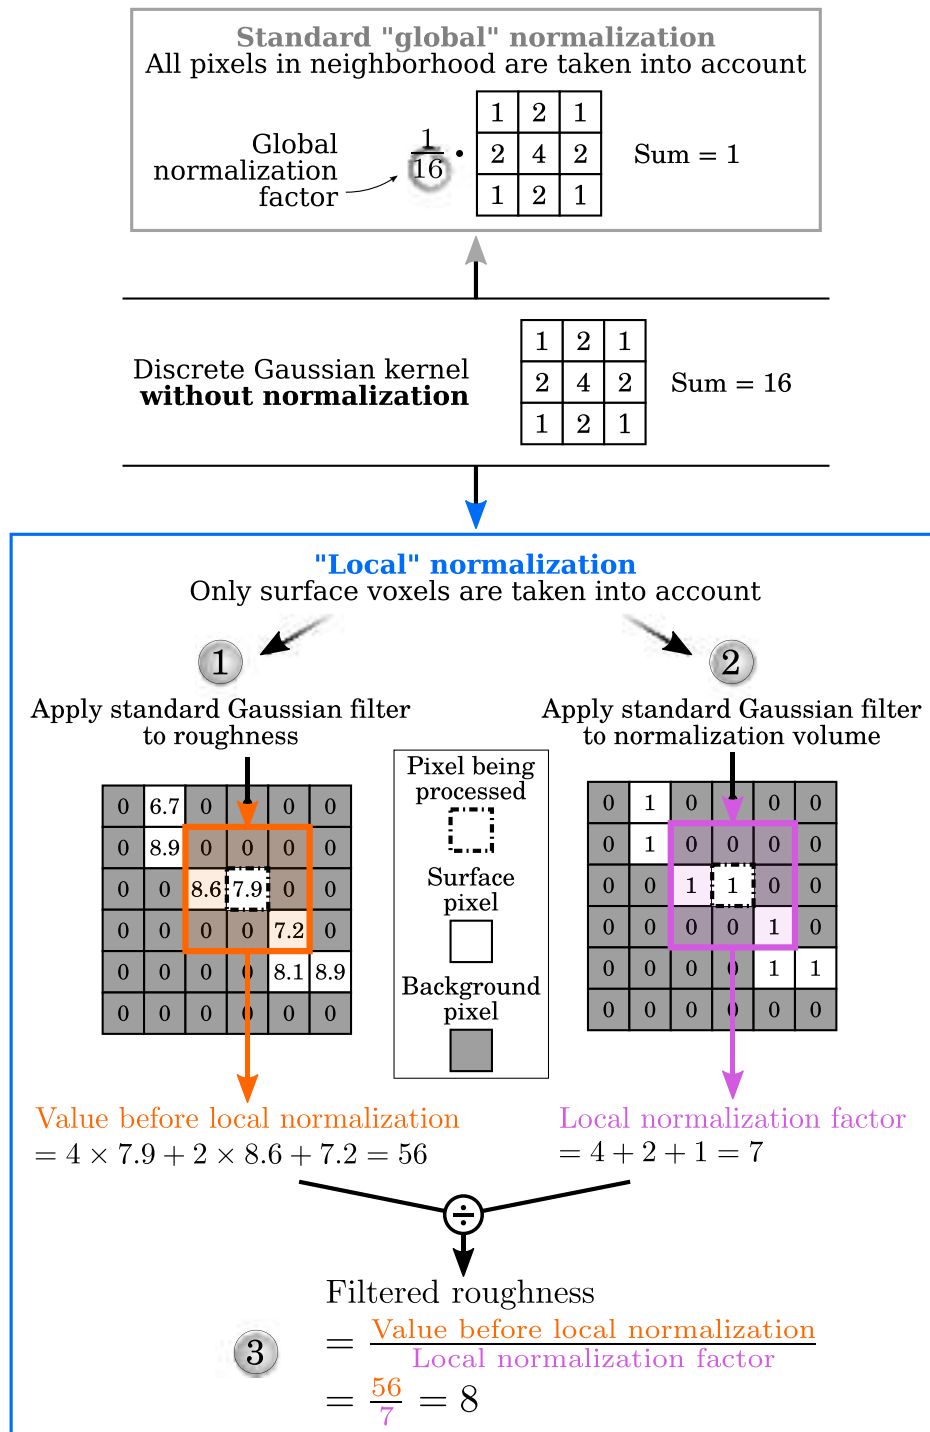 Standard "global" normalization
All pixels in neighborhood are taken into account
Global
normalization
factor
1
16
·
1 2 1
2 4 2
1 2 1
Sum = 1
Discrete Gaussian kernel
without normalization
1 2 1
2 4 2
1 2 1
Sum = 16
"Local" normalization
Only surface voxels are taken into account
1
Apply standard Gaussian filter
to roughness
0 6.7 0 0 0 0
0 8.9 0 0 0 0
0 0 8.6 7.9 0 0
0 0 0 0 7.2 0
0 0 0 0 8.1 8.9
0 0 0 0 0 0
Value before local normalization
= 4 × 7.9 + 2 × 8.6 + 7.2 = 56
Pixel being
processed
Surface
pixel
Background
pixel
2
Apply standard Gaussian filter
to normalization volume
0 1 0 0 0 0
0 1 0 0 0 0
0 0 1 1 0 0
0 0 0 0 1 0
0 0 0 0 1 1
0 0 0 0 0 0
Local normalization factor
= 4 + 2 + 1 = 7
÷
3
Filtered roughness
= Value before local normalization
Local normalization factor
= 56/7 = 8